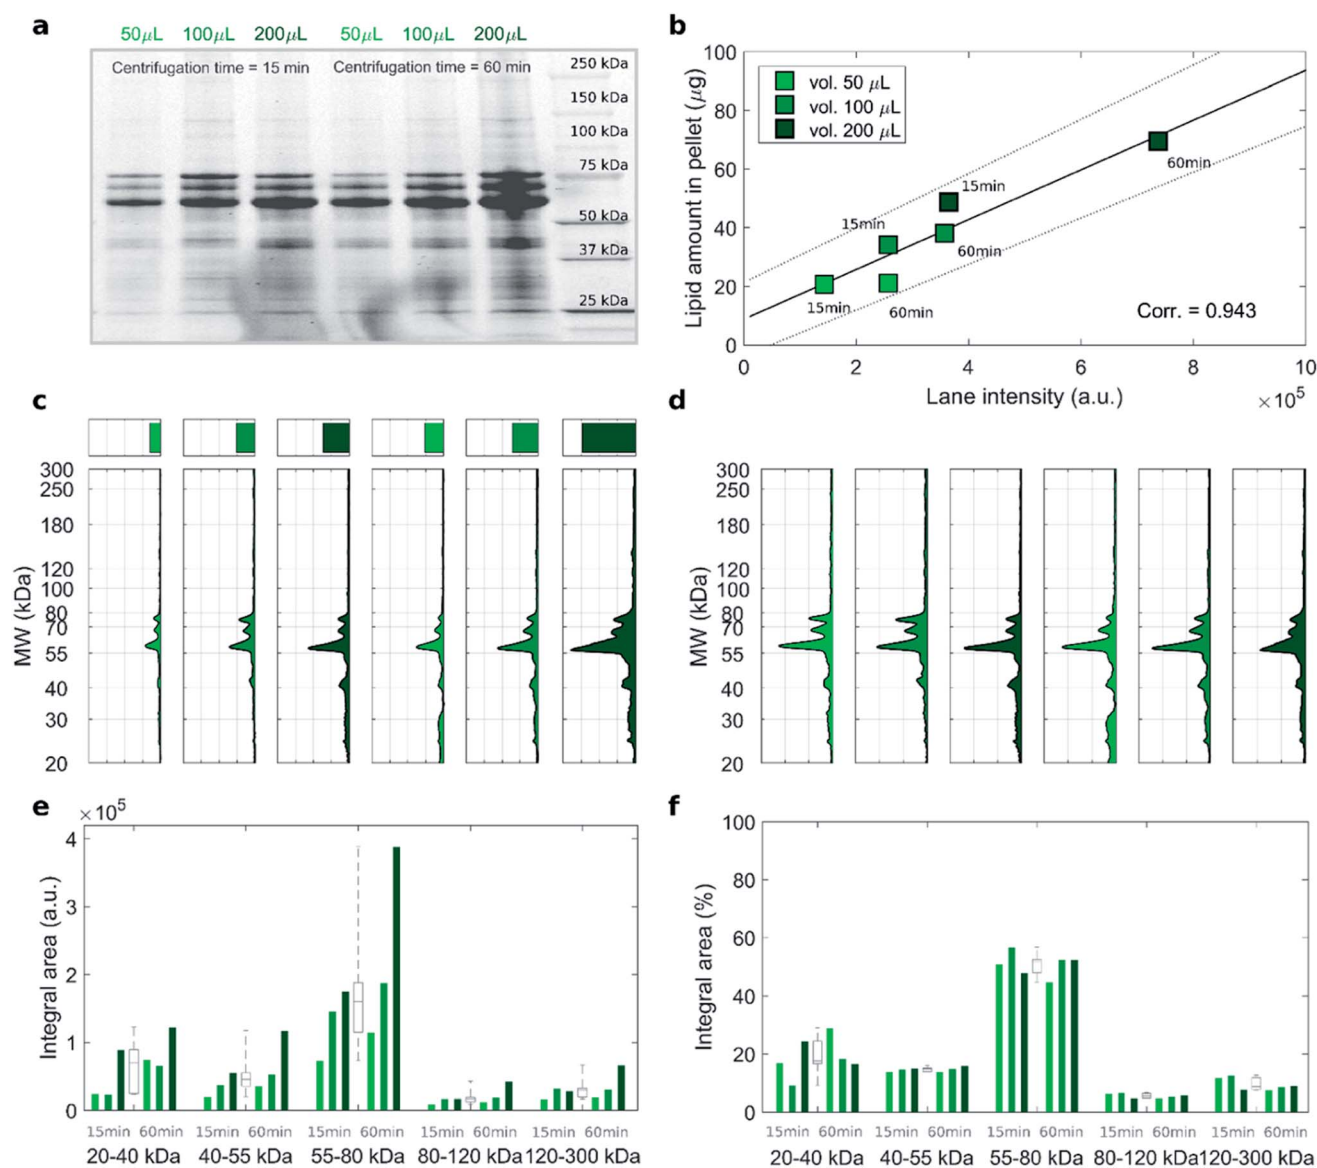 a
50μL 100μL 200μL 50μL 100μL 200μL
Centrifugation time = 15 min Centrifugation time = 60 min
250 kDa
150 kDa
100 kDa
75 kDa
50 kDa
37 kDa
25 kDa
b
Lipid amount in pellet (μg)
100
80
60
40
20
0
vol. 50 μL
vol. 100 μL
vol. 200 μL
15min
60min
15min
60min
15min
60min
Corr. = 0.943
0 2 4 6 8 10
Lane intensity (a.u.) ×10⁵
c
MW (kDa)
300
250
180
120
100
80
70
55
40
30
20
d
MW (kDa)
300
250
180
120
100
80
70
55
40
30
20
e
×10⁵
Integral area (a.u.)
4
3
2
1
0
15min 60min 15min 60min 15min 60min 15min 60min 15min 60min
20-40 kDa 40-55 kDa 55-80 kDa 80-120 kDa 120-300 kDa
f
Integral area (%)
100
80
60
40
20
0
15min 60min 15min 60min 15min 60min 15min 60min 15min 60min
20-40 kDa 40-55 kDa 55-80 kDa 80-120 kDa 120-300 kDa